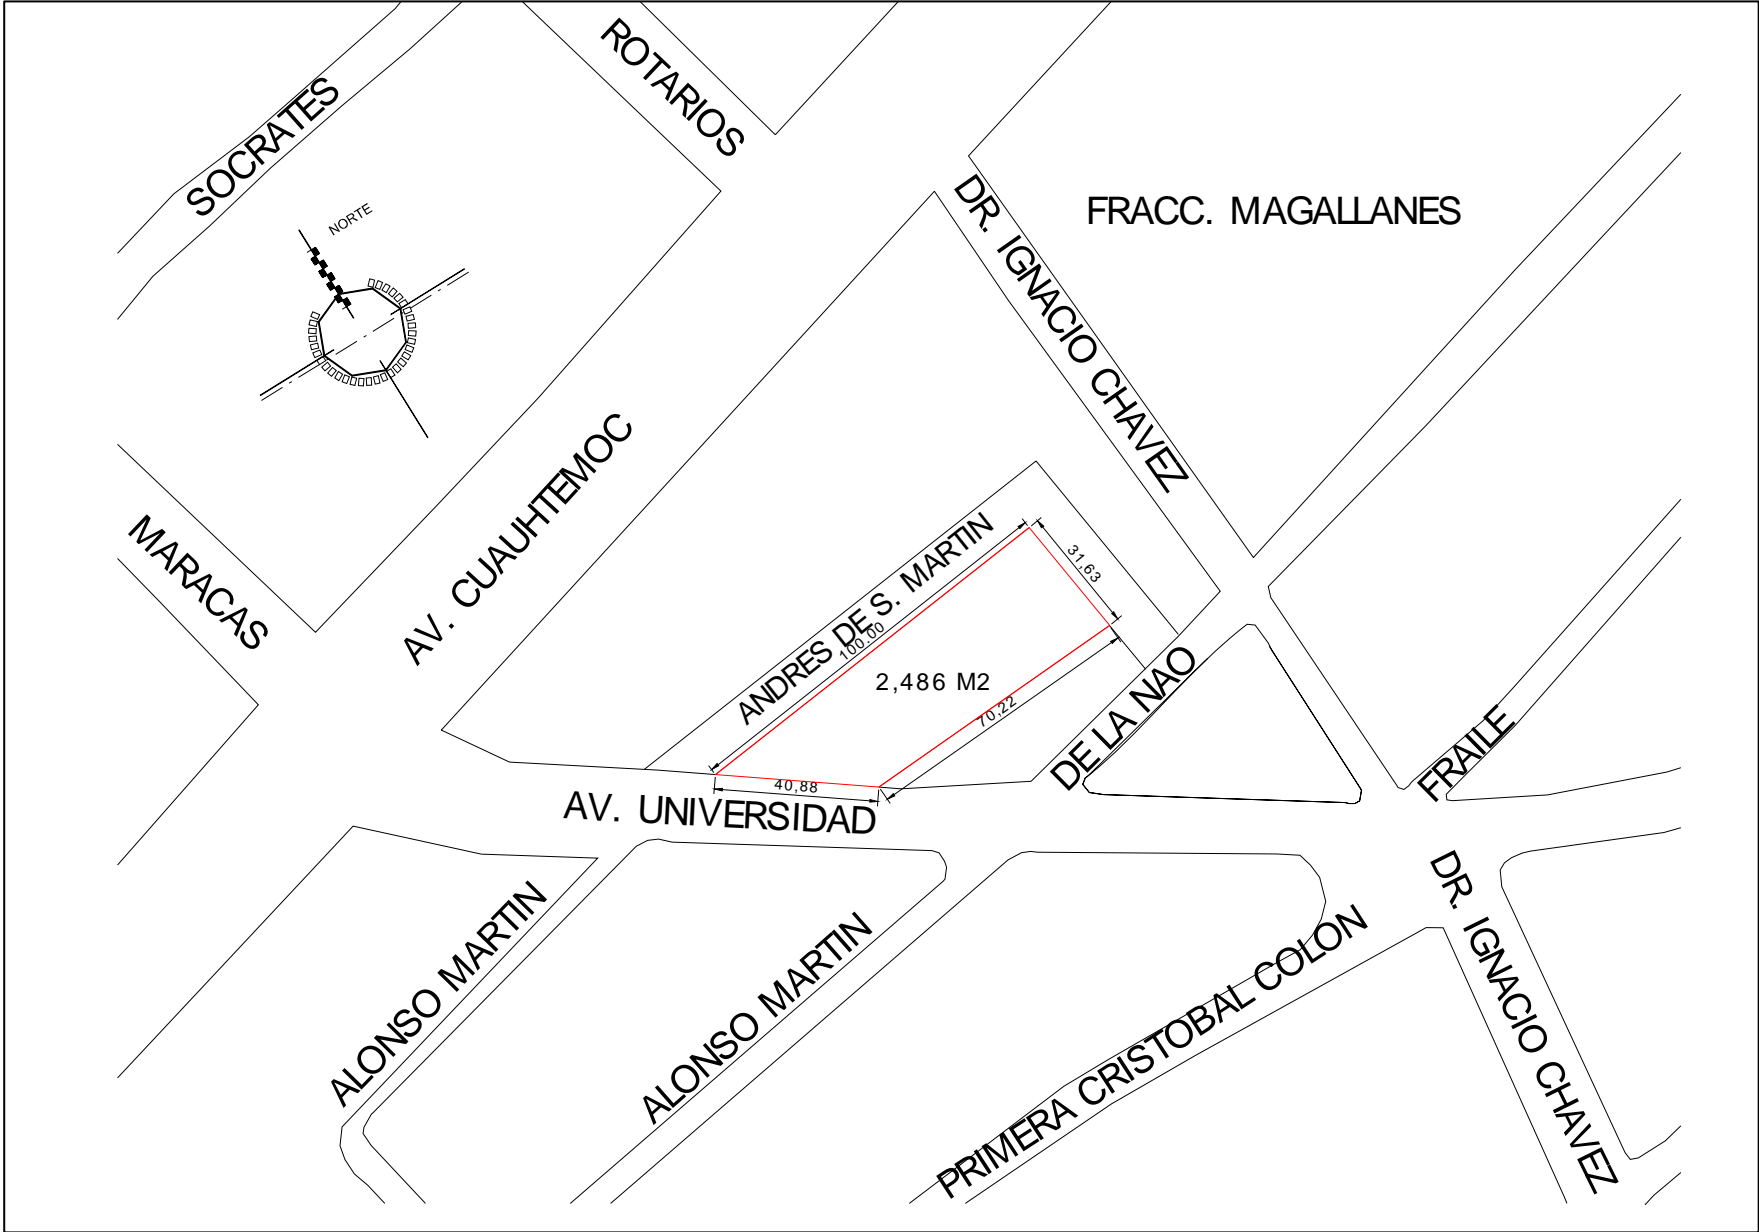 ROTARIOS
SOCRATES
NORTE
FRACC. MAGALLANES
DR. IGNACIO CHAVEZ
AV. CUAUHTEMOC
MARACAS
ANDRES DE S. MARTIN
100.00
31,63
2,486 M2
70,22
40,88
DE LA NAO
FRAILE
AV. UNIVERSIDAD
ALONSO MARTIN
ALONSO MARTIN
PRIMERA CRISTOBAL COLON
DR. IGNACIO CHAVEZ